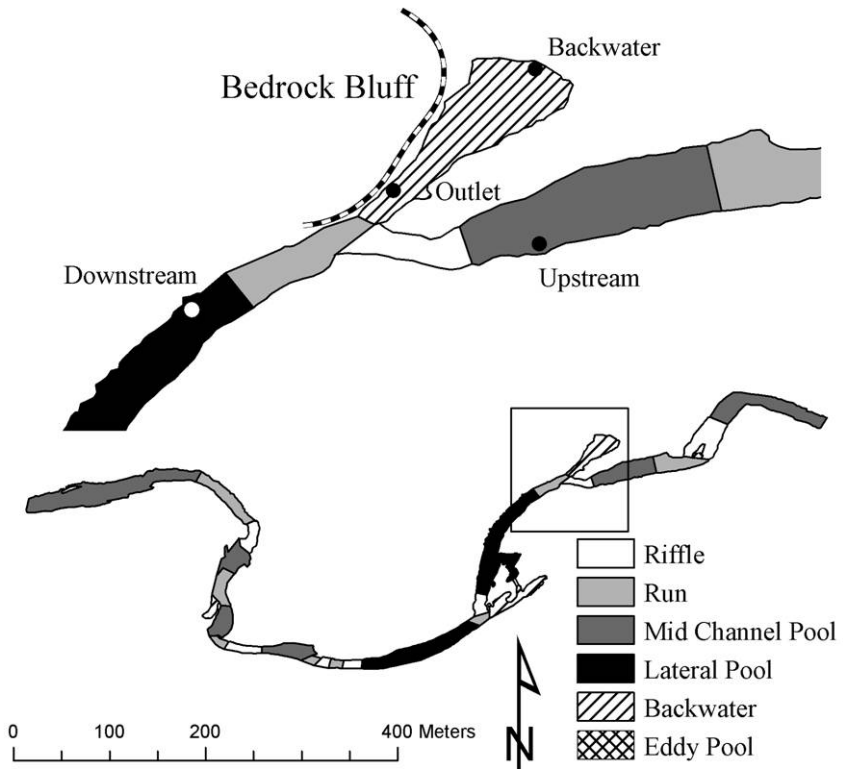 Backwater
Bedrock Bluff
Outlet
Downstream
Upstream
Riffle
Run
Mid Channel Pool
Lateral Pool
Backwater
Eddy Pool
0 100 200 400 Meters
N